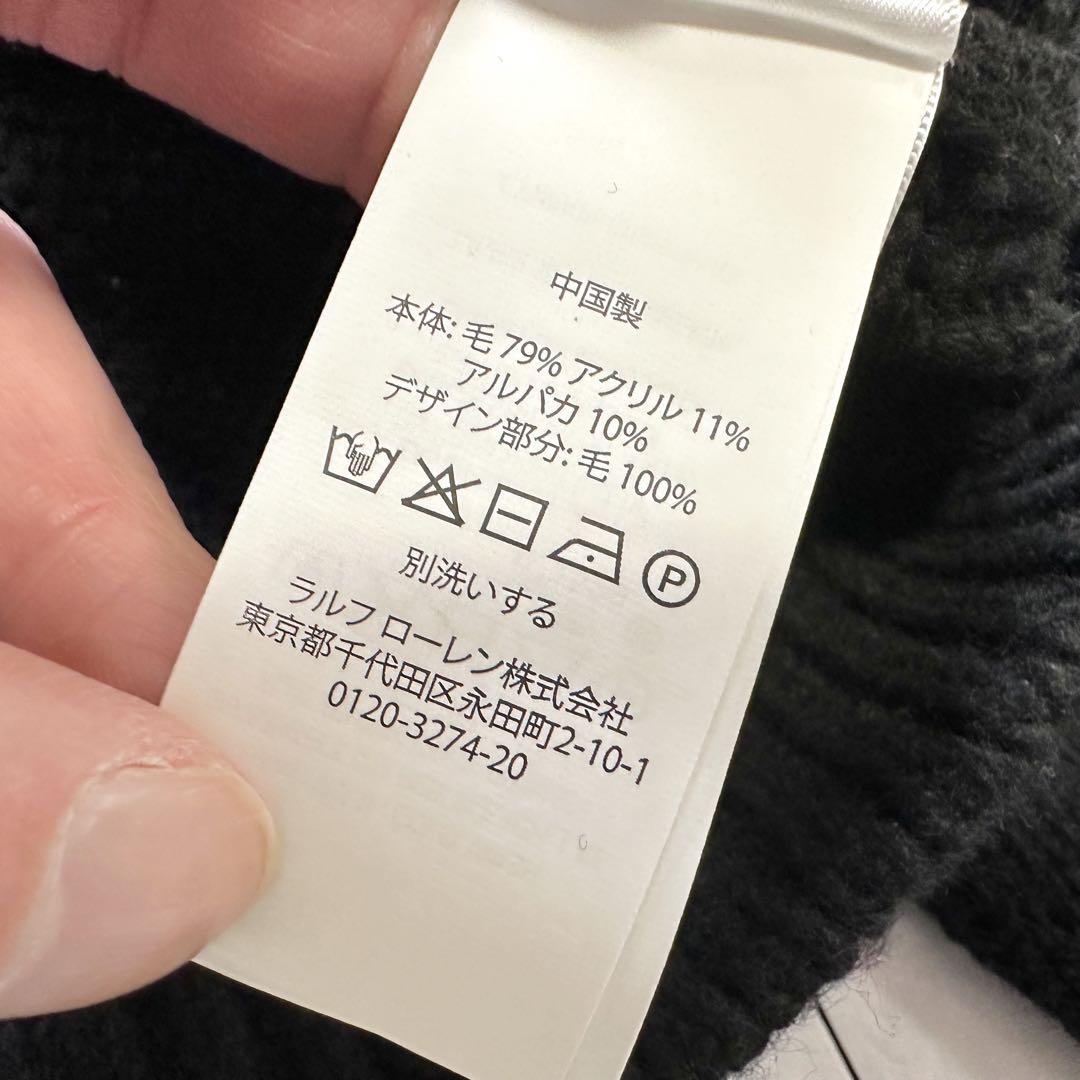 中国製
本体: 毛 79% アクリル 11%
アルパカ 10%
デザイン部分: 毛 100%
P
別洗いする
ラルフ ローレン株式会社
東京都千代田区永田町2-10-1
0120-3274-20